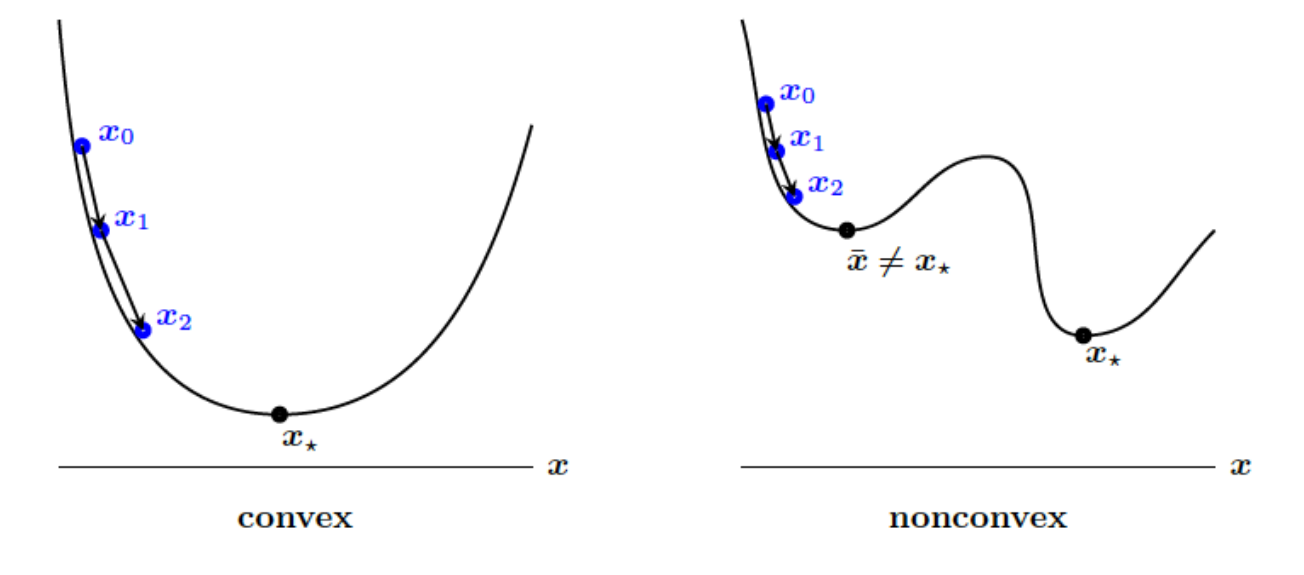 x₀
x₁
x₂
x⋆
x
convex
x₀
x₁
x₂
x̄ ≠ x⋆
x⋆
x
nonconvex